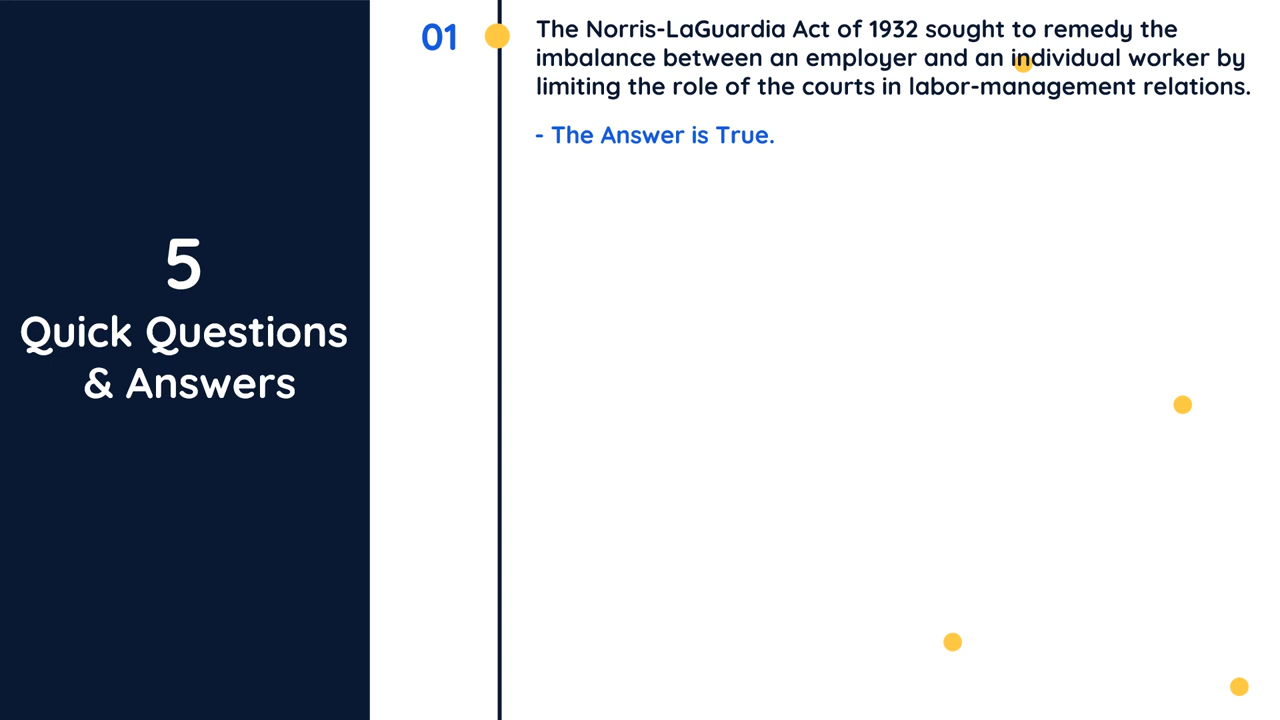 5
Quick Questions
& Answers
01
The Norris-LaGuardia Act of 1932 sought to remedy the
imbalance between an employer and an individual worker by
limiting the role of the courts in labor-management relations.
- The Answer is True.